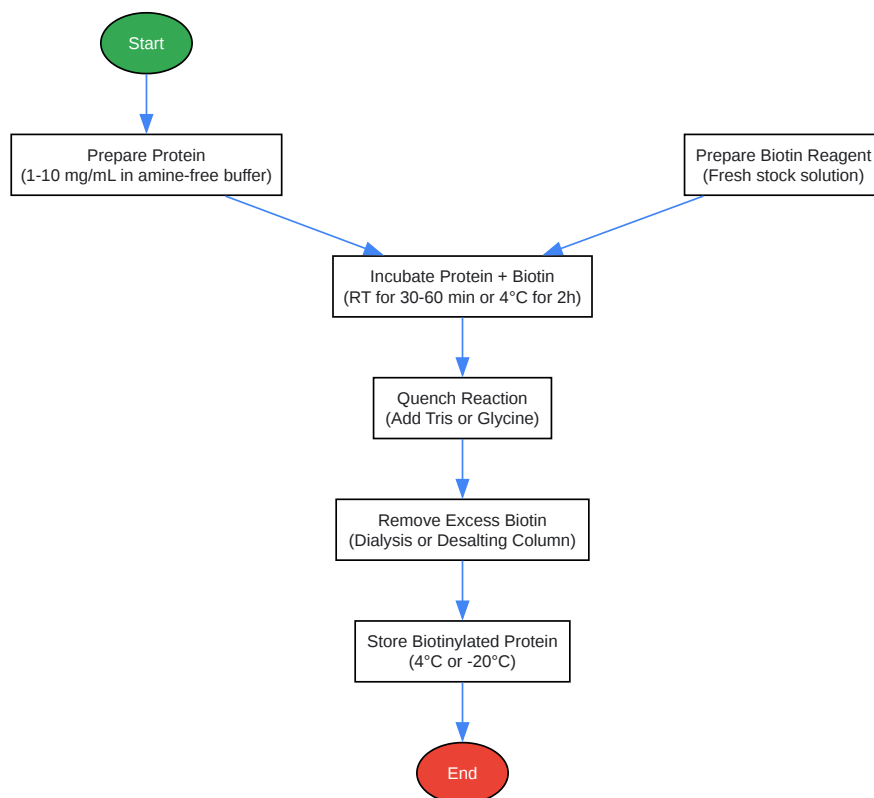 Start
Prepare Protein
(1-10 mg/mL in amine-free buffer)
Prepare Biotin Reagent
(Fresh stock solution)
Incubate Protein + Biotin
(RT for 30-60 min or 4°C for 2h)
Quench Reaction
(Add Tris or Glycine)
Remove Excess Biotin
(Dialysis or Desalting Column)
Store Biotinylated Protein
(4°C or -20°C)
End